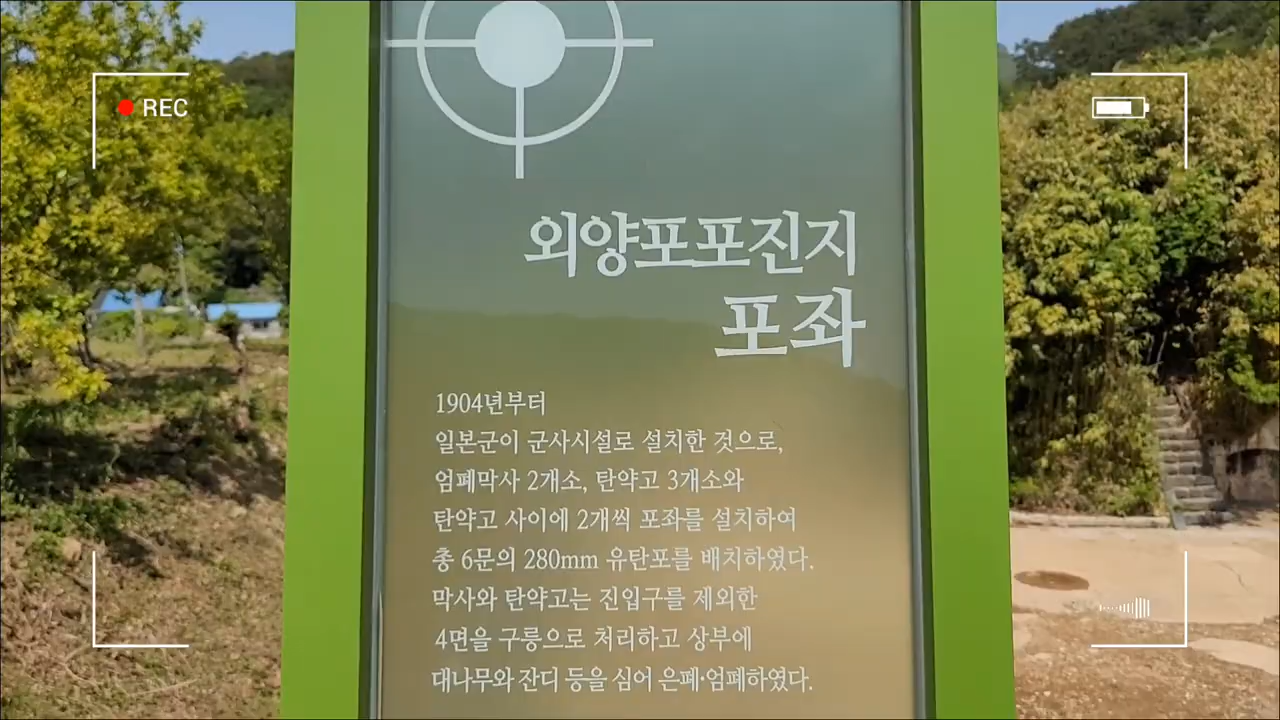 REC
외양포포진지
포좌
1904년부터
일본군이 군사시설로 설치한 것으로,
엄폐막사 2개소, 탄약고 3개소와
탄약고 사이에 2개씩 포좌를 설치하여
총 6문의 280mm 유탄포를 배치하였다.
막사와 탄약고는 진입구를 제외한
4면을 구릉으로 처리하고 상부에
대나무와 잔디 등을 심어 은폐·엄폐하였다.